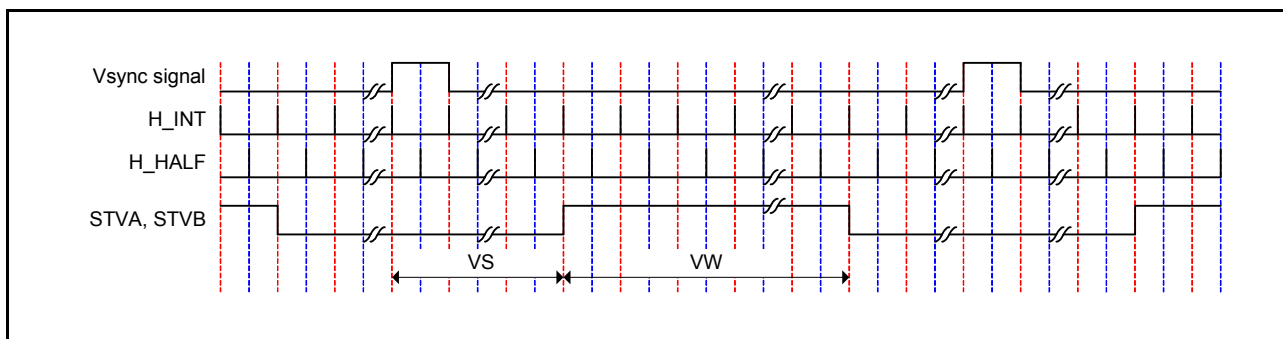 Vsync signal
H_INT
H_HALF
STVA, STVB
VS VW